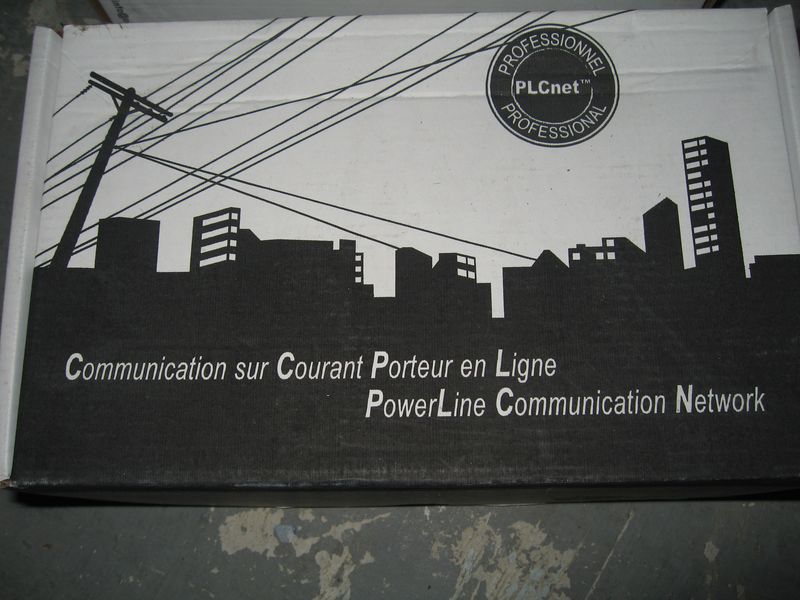 PROFESSIONNEL
PLCnet™
PROFESSIONAL
Communication sur Courant Porteur en Ligne
PowerLine Communication Network